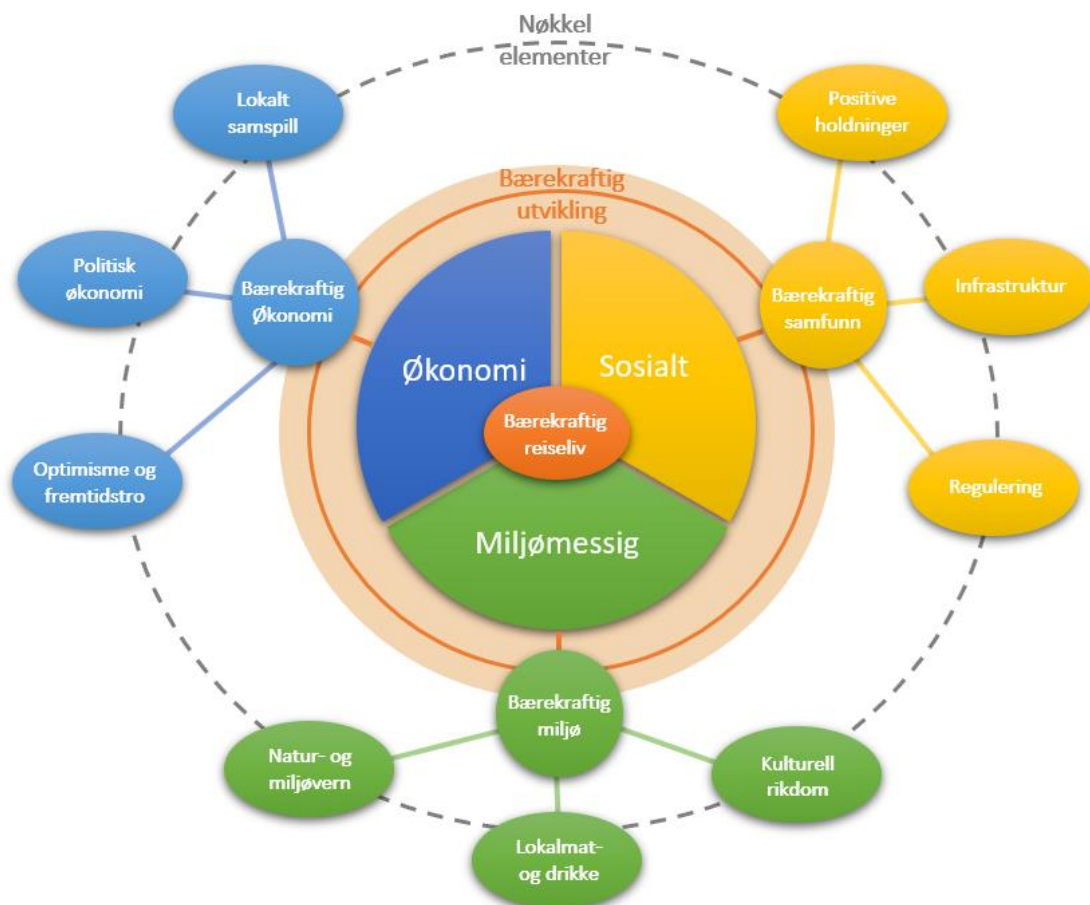 Nøkkel
elementer
Lokalt
samspill
Positive
holdninger
Bærekraftig
utvikling
Politisk
økonomi
Bærekraftig
Økonomi
Bærekraftig
samfunn
Infrastruktur
Økonomi
Sosialt
Bærekraftig
reiseliv
Optimisme og
fremtidstro
Regulering
Miljømessig
Bærekraftig
miljø
Natur- og
miljøvern
Kulturell
rikdom
Lokalmat-
og drikke